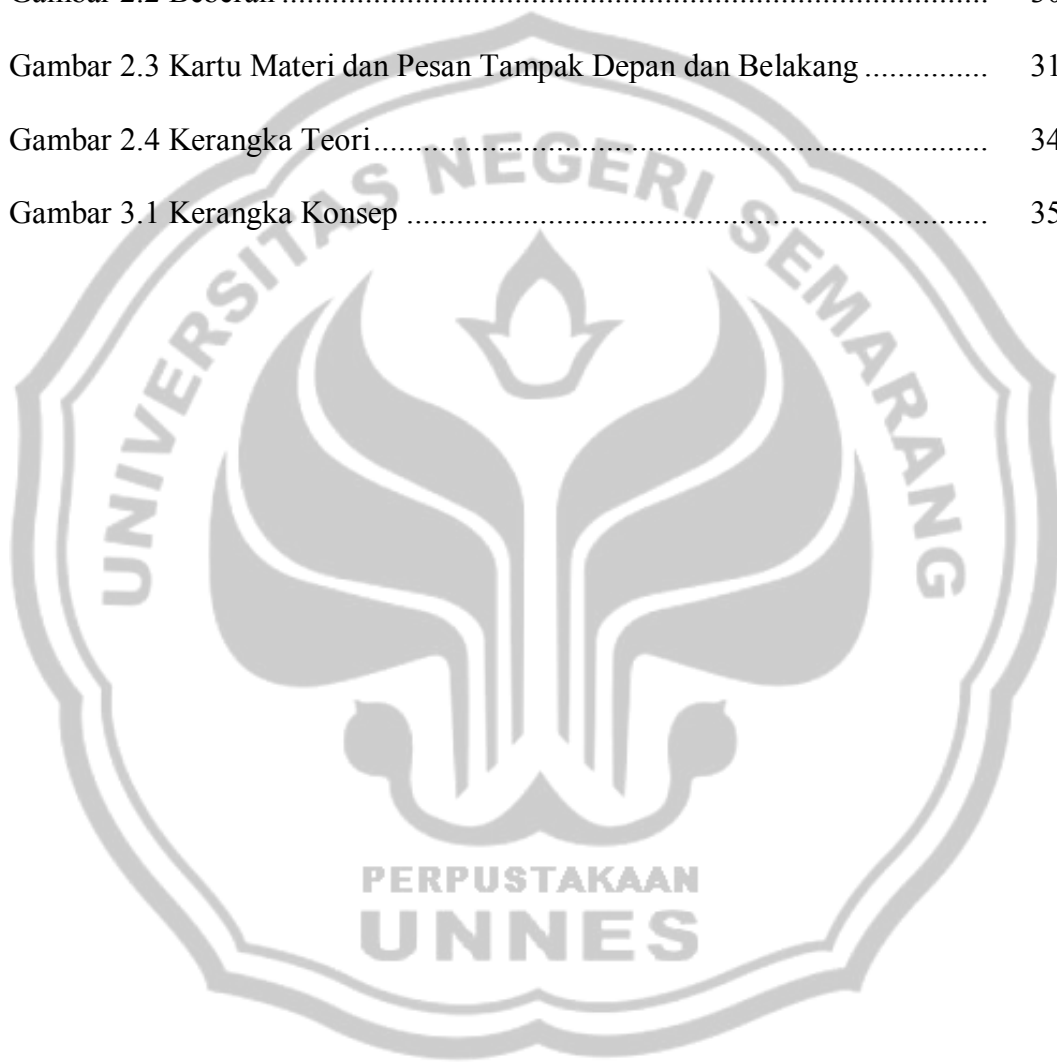 Gambar 2.3 Kartu Materi dan Pesan Tampak Depan dan Belakang .............. 31
Gambar 2.4 Kerangka Teori.............................................................................. 34
Gambar 3.1 Kerangka Konsep .......................................................................... 35
UNIVERSITAS NEGERI SEMARANG
PERPUSTAKAAN
UNNES